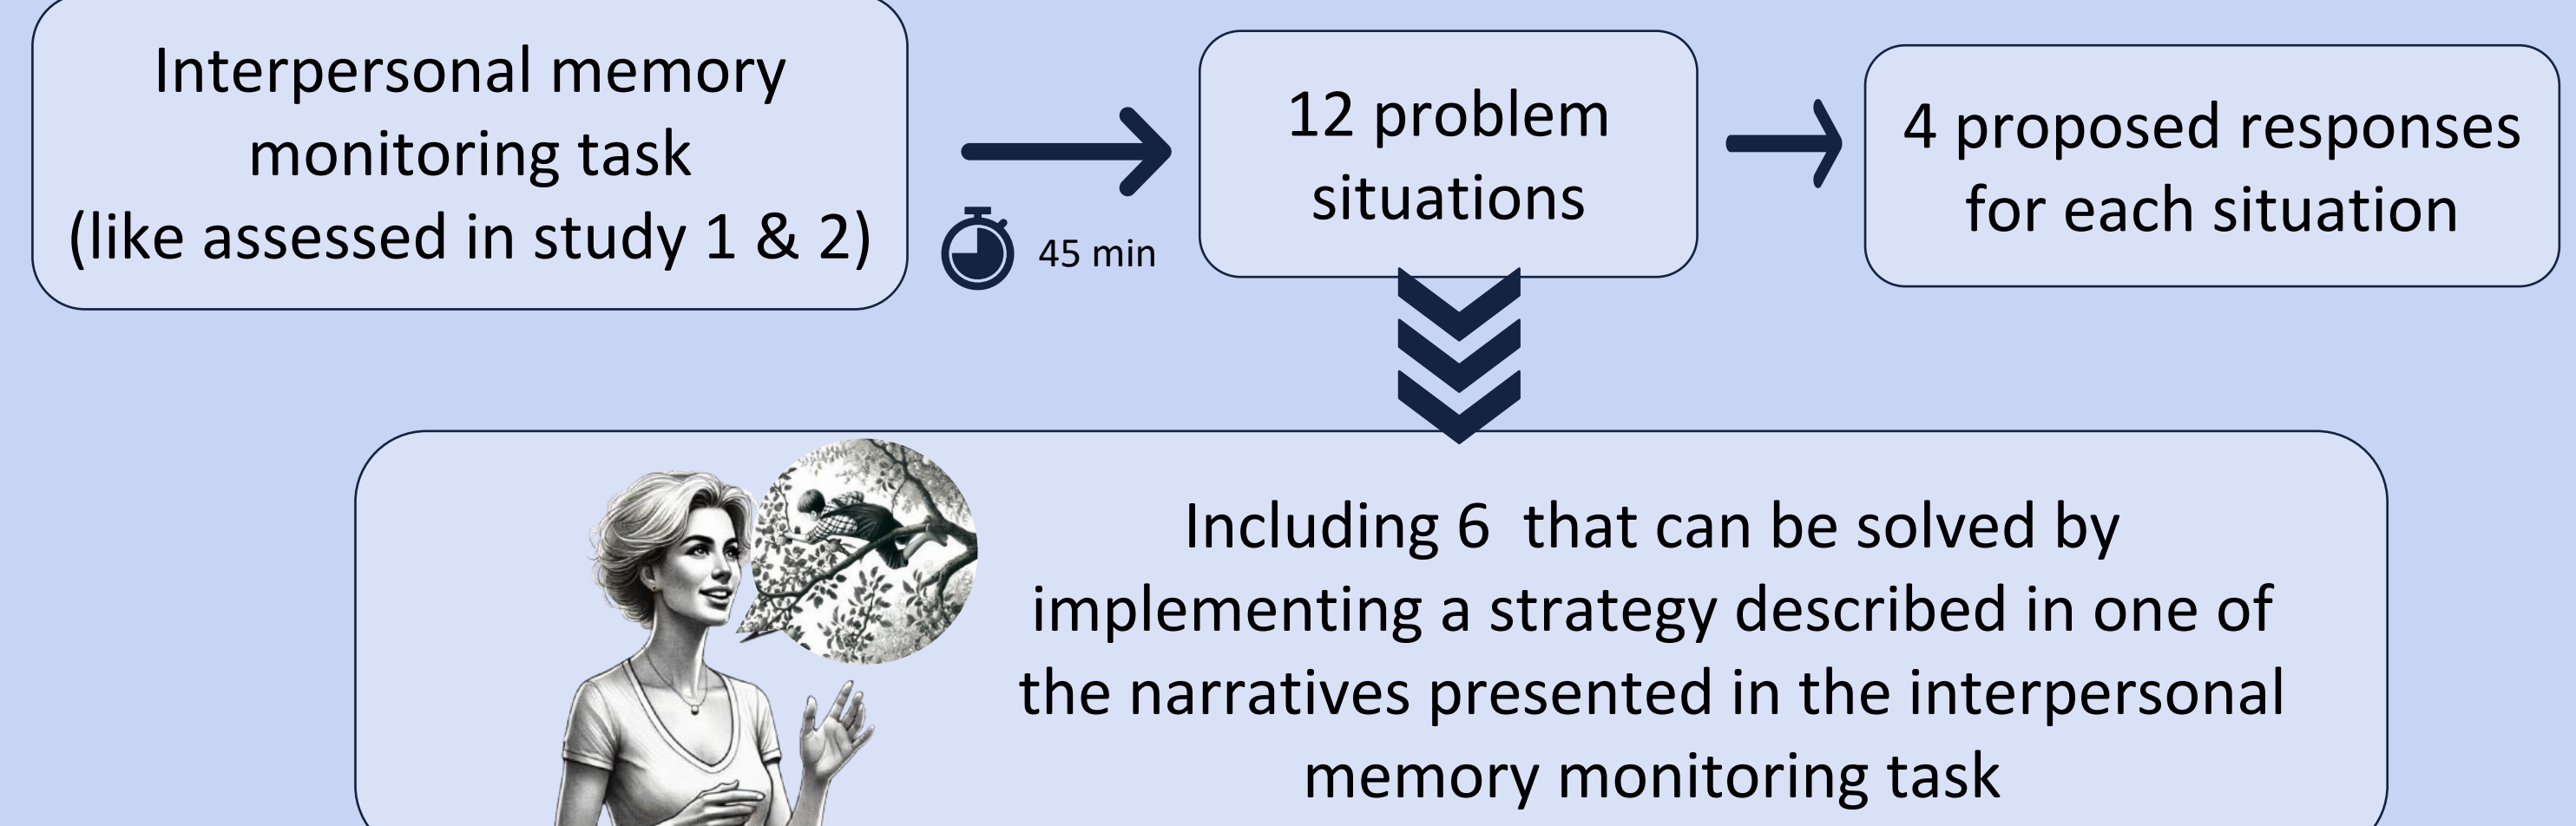 Interpersonal memory
monitoring task
(like assessed in study 1 & 2)
45 min
12 problem
situations
4 proposed responses
for each situation
Including 6  that can be solved by
implementing a strategy described in one of
the narratives presented in the interpersonal
memory monitoring task